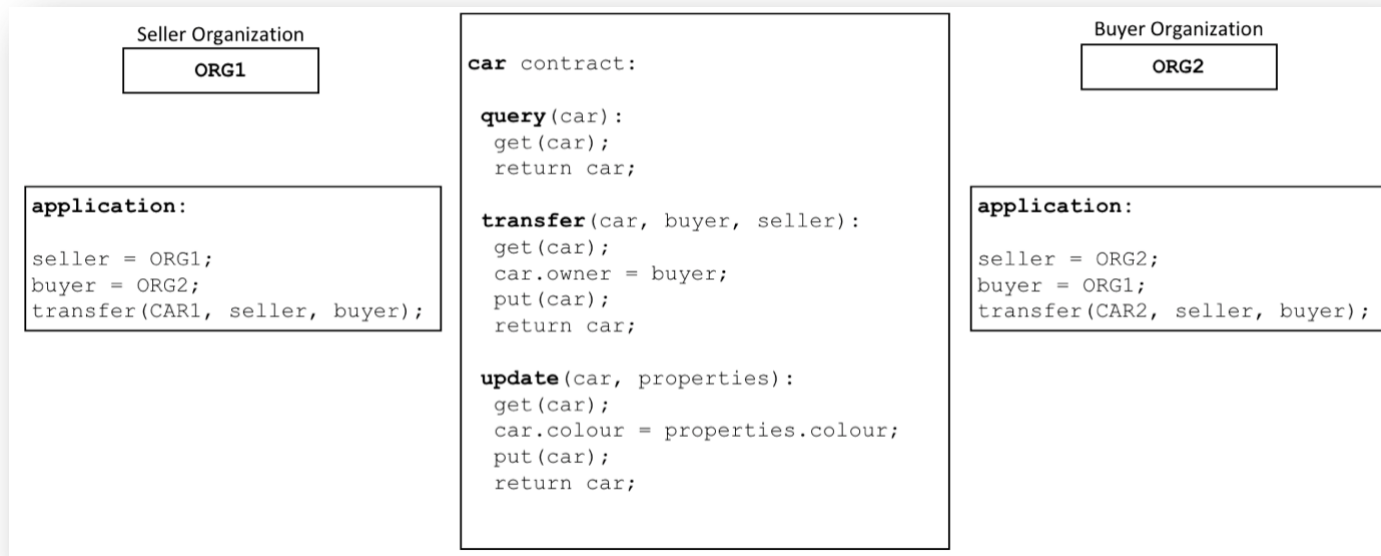 Seller Organization
ORG1
application:
seller = ORG1;
buyer = ORG2;
transfer(CAR1, seller, buyer);
car contract:
query(car):
get(car);
return car;
transfer(car, buyer, seller):
get(car);
car.owner = buyer;
put(car);
return car;
update(car, properties):
get(car);
car.colour = properties.colour;
put(car);
return car;
Buyer Organization
ORG2
application:
seller = ORG2;
buyer = ORG1;
transfer(CAR2, seller, buyer);